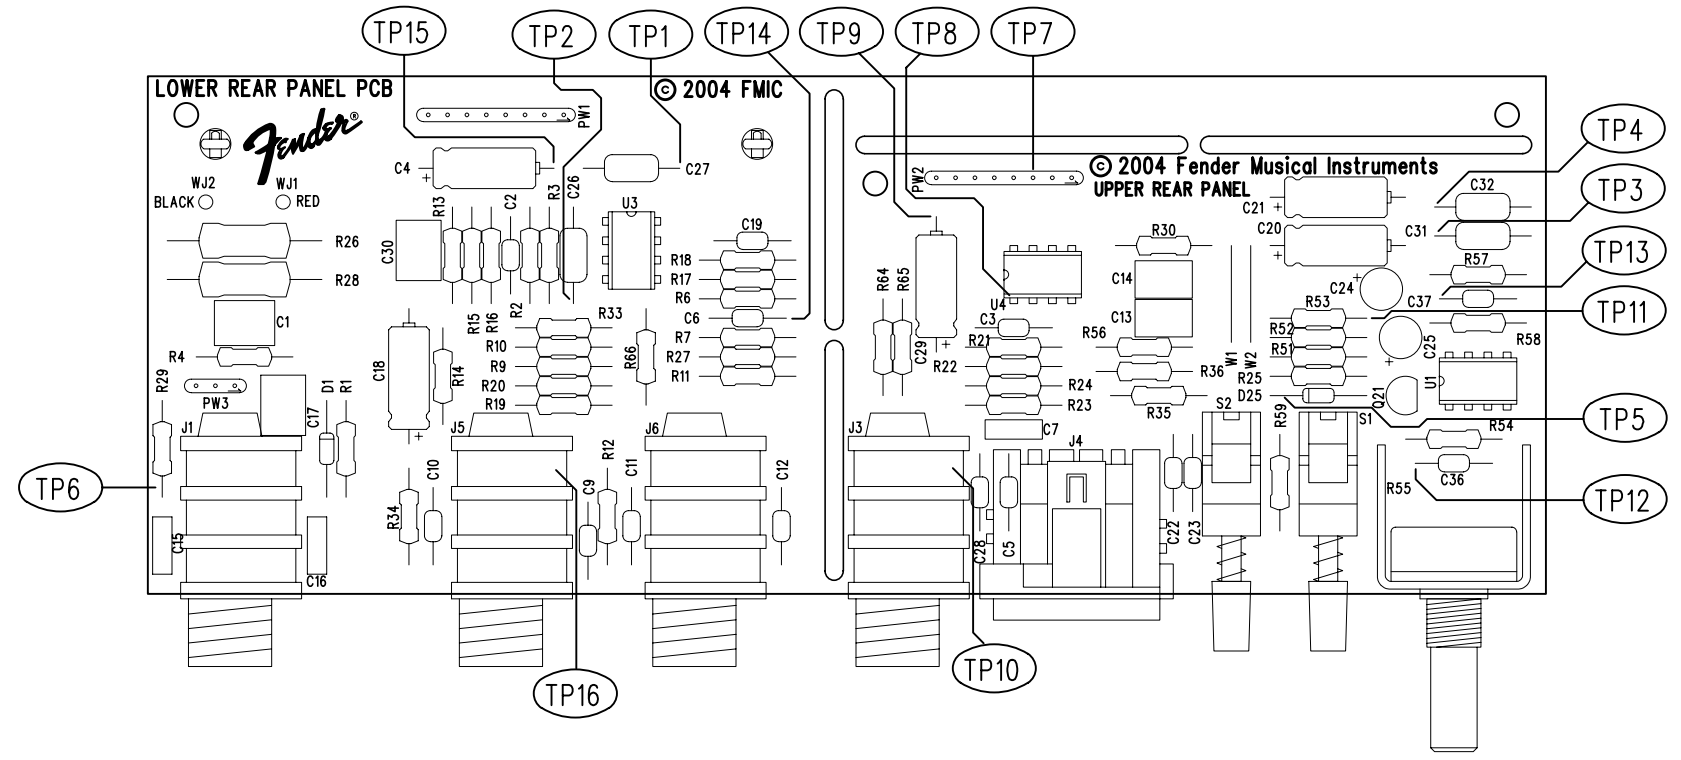 TP15
TP2
TP1
TP14
TP9
TP8
TP7
LOWER REAR PANEL PCB
© 2004 FMIC
Fender®
PW1
TP4
© 2004 Fender Musical Instruments
UPPER REAR PANEL
PW2
C4
C27
WJ2
WJ1
BLACK
RED
R13
C2
R3
C26
U3
C21
C32
TP3
C20
C31
C30
C19
R26
R18
R30
R28
R17
R64
R65
C14
R57
TP13
R6
U4
C24
C37
C1
R15
R16
R2
R33
C6
C3
C13
R53
TP11
R4
R10
R66
R7
R21
R56
R52
R58
R9
R27
C29
R22
W1
W2
R51
C25
C18
R14
R20
R11
R24
R36
R25
U1
R29
PW3
D1
R1
R19
R23
R35
D25
Q21
C17
S2
R59
S1
TP5
J1
J5
J6
J3
C7
J4
R54
TP6
C10
R12
C11
C12
C36
R55
TP12
R34
C9
C15
C16
C28
C5
C22
C23
TP16
TP10